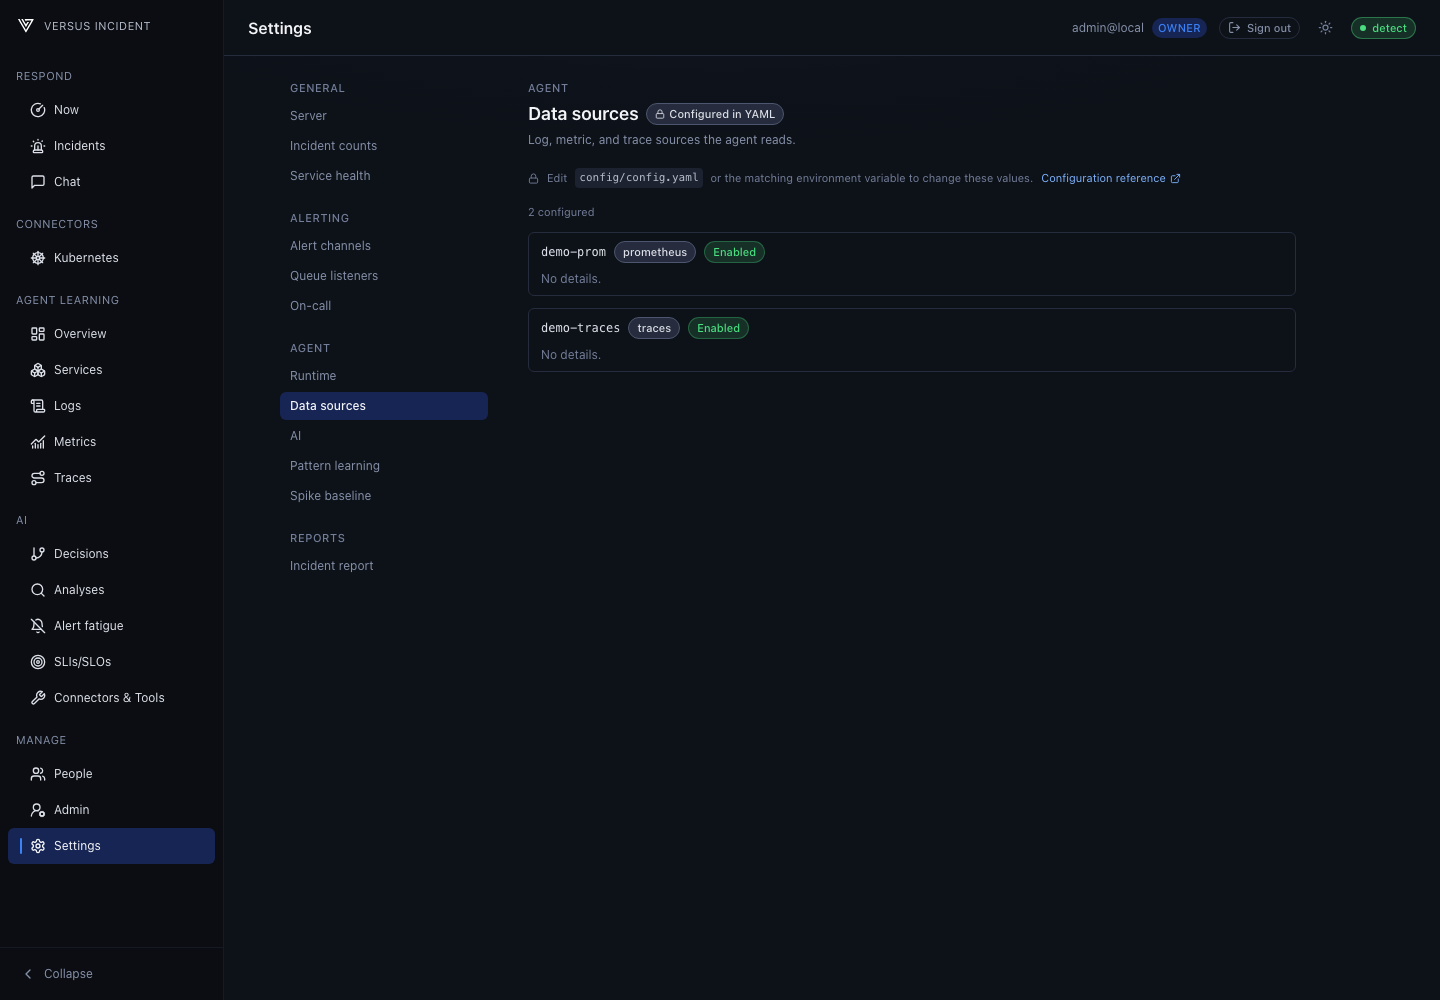 VERSUS INCIDENT
RESPOND
Now
Incidents
Chat
CONNECTORS
Kubernetes
AGENT LEARNING
Overview
Services
Logs
Metrics
Traces
AI
Decisions
Analyses
Alert fatigue
SLIs/SLOs
Connectors & Tools
MANAGE
People
Admin
Settings
Collapse
Settings
admin@local OWNER Sign out detect
GENERAL
Server
Incident counts
Service health
ALERTING
Alert channels
Queue listeners
On-call
AGENT
Runtime
Data sources
AI
Pattern learning
Spike baseline
REPORTS
Incident report
AGENT
Data sources Configured in YAML
Log, metric, and trace sources the agent reads.
Edit config/config.yaml or the matching environment variable to change these values. Configuration reference
2 configured
demo-prom prometheus Enabled
No details.
demo-traces traces Enabled
No details.